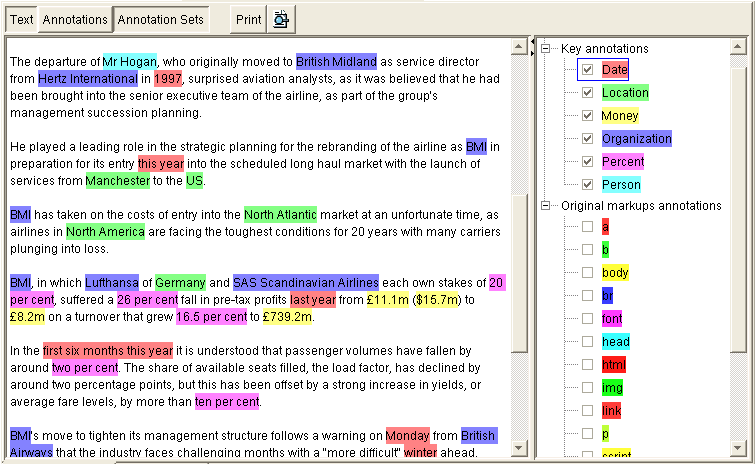 Text Annotations Annotation Sets Print
The departure of Mr Hogan, who originally moved to British Midland as service director
from Hertz International in 1997, surprised aviation analysts, as it was believed that he had
been brought into the senior executive team of the airline, as part of the group's
management succession planning.
He played a leading role in the strategic planning for the rebranding of the airline as BMI in
preparation for its entry this year into the scheduled long haul market with the launch of
services from Manchester to the US.
BMI has taken on the costs of entry into the North Atlantic market at an unfortunate time, as
airlines in North America are facing the toughest conditions for 20 years with many carriers
plunging into loss.
BMI, in which Lufthansa of Germany and SAS Scandinavian Airlines each own stakes of 20
per cent, suffered a 26 per cent fall in pre-tax profits last year from £11.1m ($15.7m) to
£8.2m on a turnover that grew 16.5 per cent to £739.2m.
In the first six months this year it is understood that passenger volumes have fallen by
around two per cent. The share of available seats filled, the load factor, has declined by
around two percentage points, but this has been offset by a strong increase in yields, or
average fare levels, by more than ten per cent.
BMI's move to tighten its management structure follows a warning on Monday from British
Airways that the industry faces challenging months with a "more difficult" winter ahead.
Key annotations
Date
Location
Money
Organization
Percent
Person
Original markups annotations
a
b
body
br
font
head
html
img
link
p
script